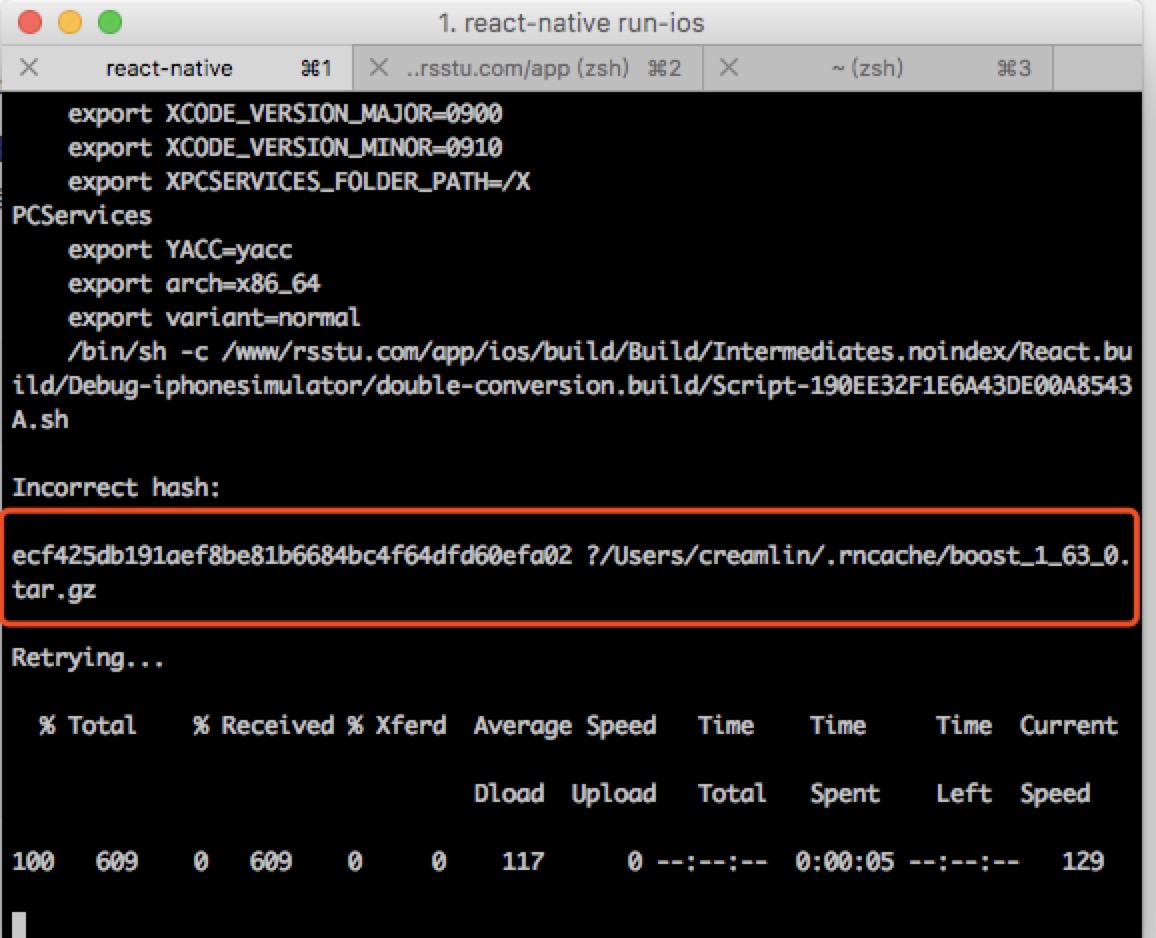 1. react-native run-ios
react-native ⌘1 ..rsstu.com/app (zsh) ⌘2 ~ (zsh) ⌘3
export XCODE_VERSION_MAJOR=0900
export XCODE_VERSION_MINOR=0910
export XPCSERVICES_FOLDER_PATH=/X
PCServices
export YACC=yacc
export arch=x86_64
export variant=normal
/bin/sh -c /www/rsstu.com/app/ios/build/Build/Intermediates.noindex/React.bu
ild/Debug-iphonesimulator/double-conversion.build/Script-190EE32F1E6A43DE00A8543
A.sh
Incorrect hash:
ecf425db191aef8be81b6684bc4f64dfd60efa02 ?/Users/creamlin/.rncache/boost_1_63_0.
tar.gz
Retrying...
% Total % Received % Xferd Average Speed Time Time Time Current
Dload Upload Total Spent Left Speed
100 609 0 609 0 0 117 0 --:--:-- 0:00:05 --:--:-- 129